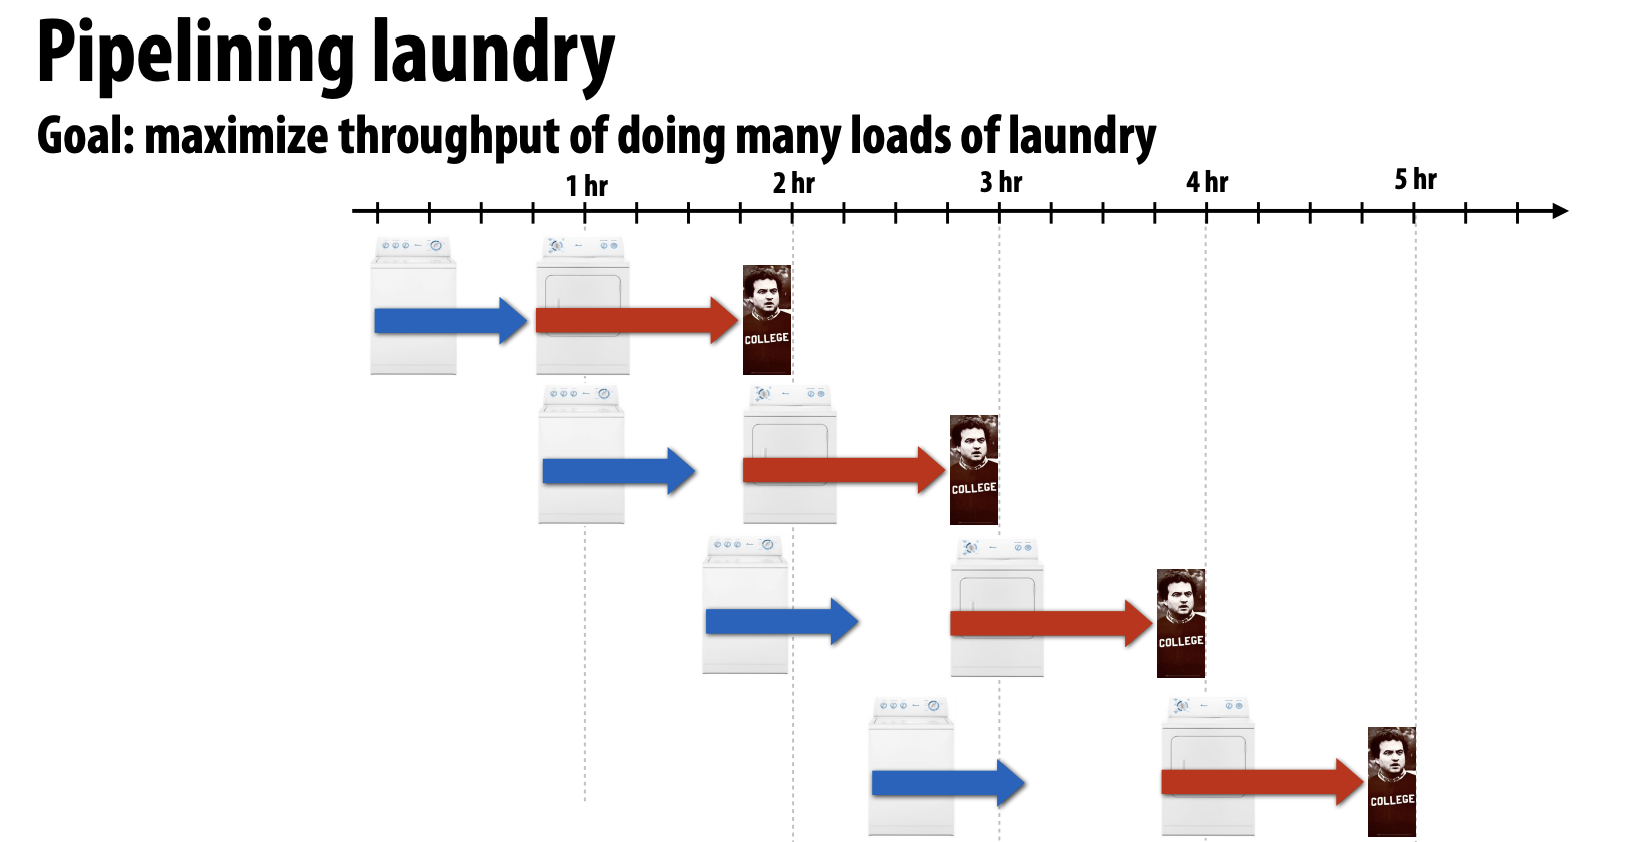 Pipelining laundry
Goal: maximize throughput of doing many loads of laundry
1 hr
2 hr
3 hr
4 hr
5 hr
COLLEGE
COLLEGE
COLLEGE
COLLEGE